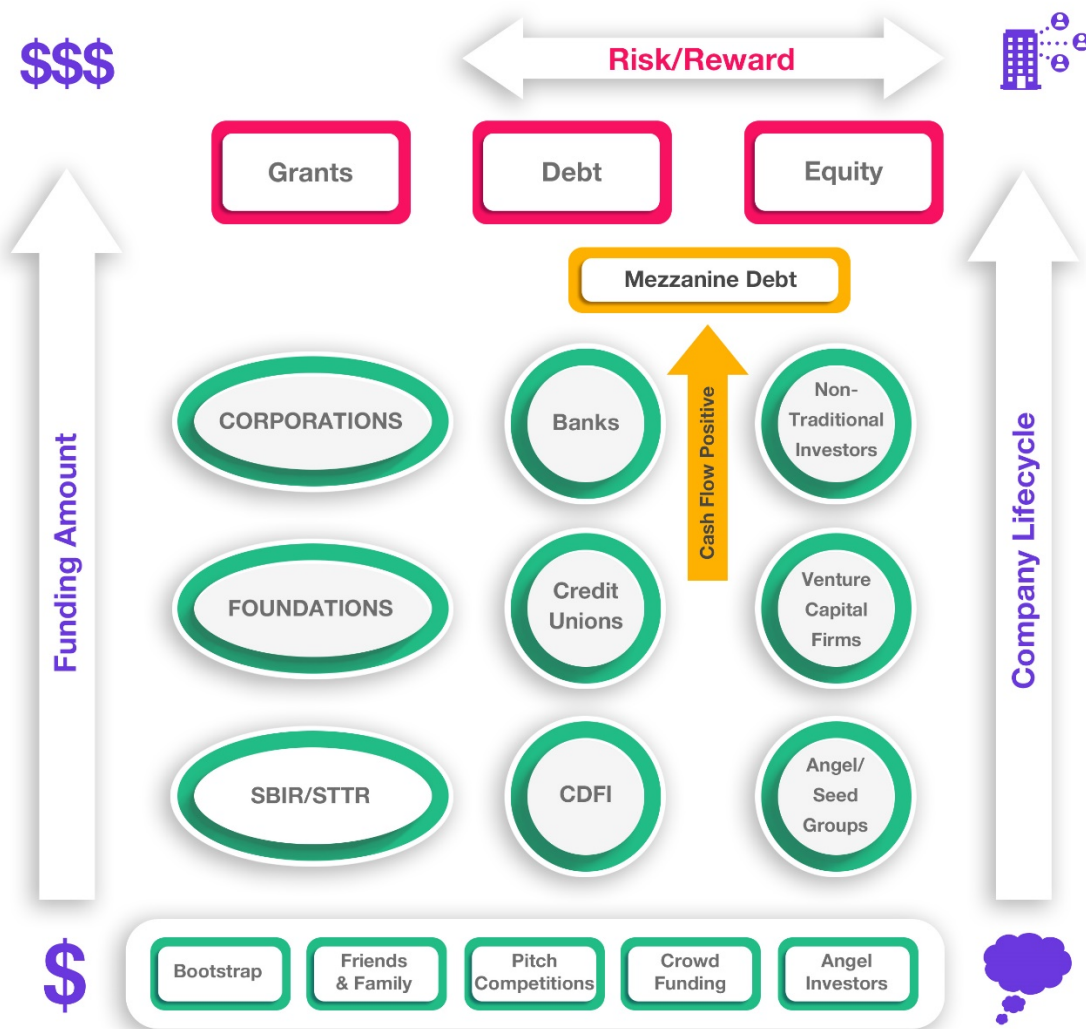 $$$
Risk/Reward
Grants
Debt
Equity
Mezzanine Debt
CORPORATIONS
Banks
Non-
Traditional
Investors
Cash Flow Positive
Funding Amount
Company Lifecycle
FOUNDATIONS
Credit
Unions
Venture
Capital
Firms
SBIR/STTR
CDFI
Angel/
Seed
Groups
$
Bootstrap
Friends
& Family
Pitch
Competitions
Crowd
Funding
Angel
Investors